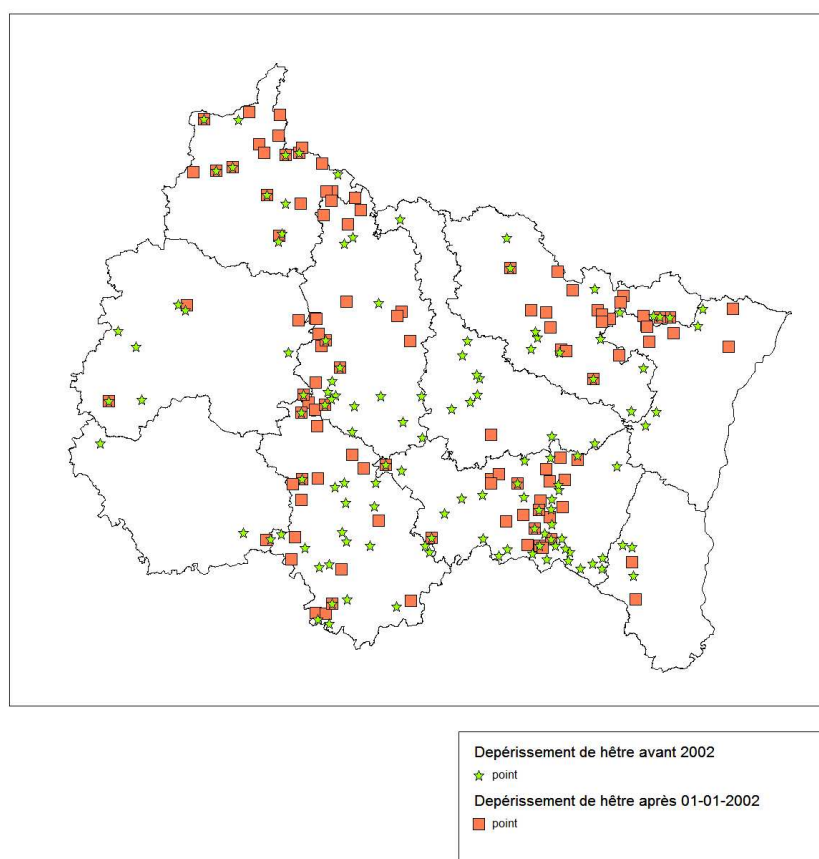 Depérissement de hêtre avant 2002
point
Depérissement de hêtre après 01-01-2002
point